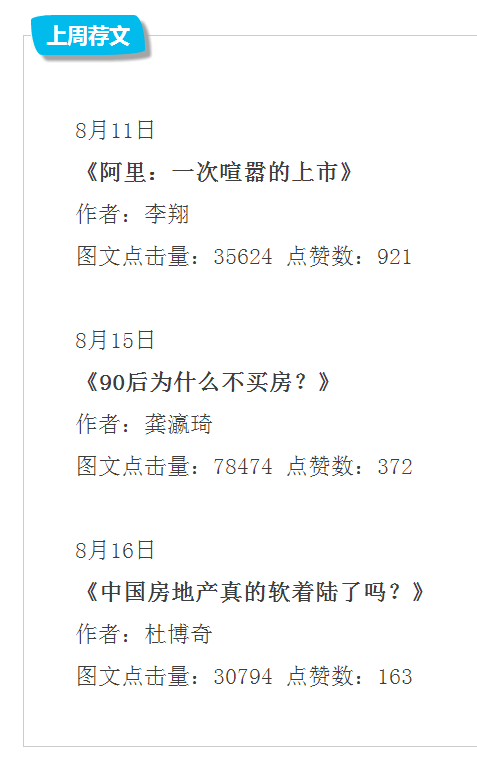 上周荐文
8月11日
《阿里：一次喧嚣的上市》
作者：李翔
图文点击量：35624 点赞数：921
8月15日
《90后为什么不买房？》
作者：龚瀛琦
图文点击量：78474 点赞数：372
8月16日
《中国房地产真的软着陆了吗？》
作者：杜博奇
图文点击量：30794 点赞数：163